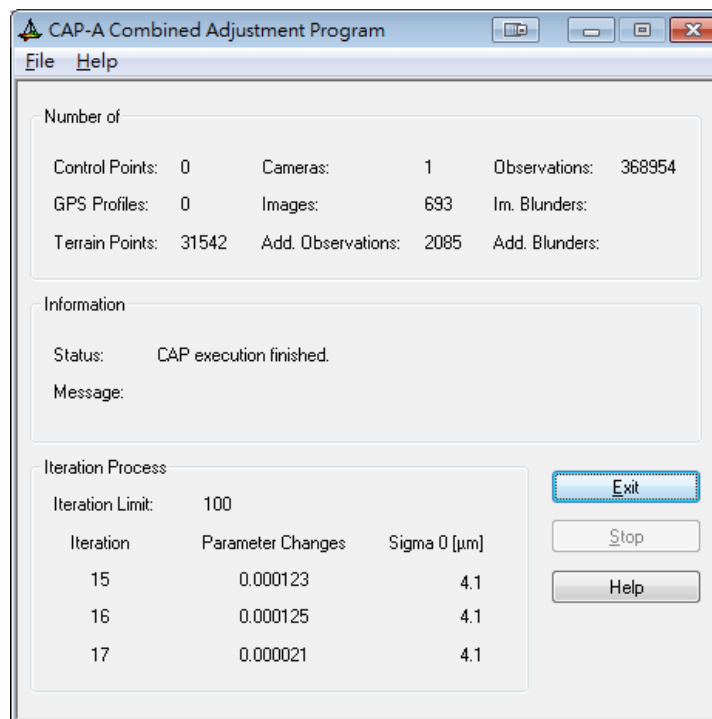 CAP-A Combined Adjustment Program
File Help
Number of
Control Points: 0 Cameras: 1 Observations: 368954
GPS Profiles: 0 Images: 693 Im. Blunders:
Terrain Points: 31542 Add. Observations: 2085 Add. Blunders:
Information
Status: CAP execution finished.
Message:
Iteration Process
Iteration Limit: 100
Iteration Parameter Changes Sigma 0 [µm]
15 0.000123 4.1
16 0.000125 4.1
17 0.000021 4.1
Exit
Stop
Help